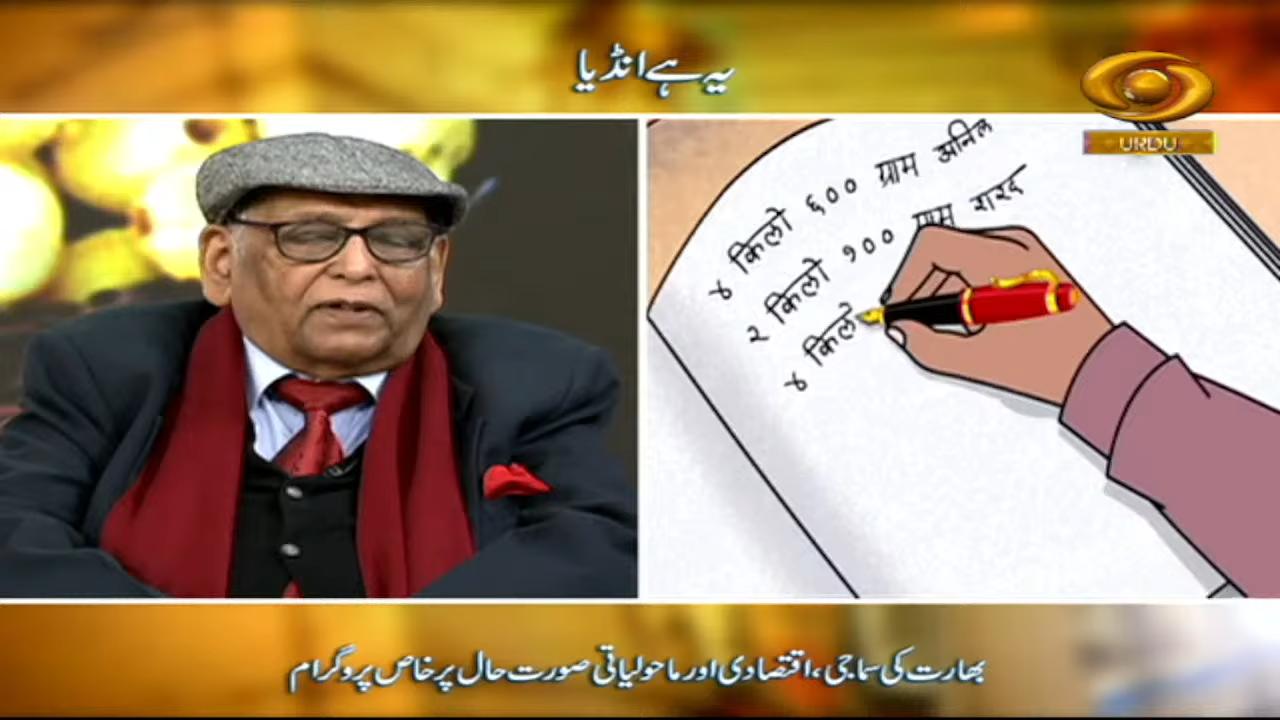 یہ ہے انڈیا
URDU
४ किलो ६०० ग्राम अनिल
२ किलो १०० ग्राम शरद
४ किलो
بھارت کی سماجی ، اقتصادی اور ماحولیاتی صورت حال پر خاص پروگرام